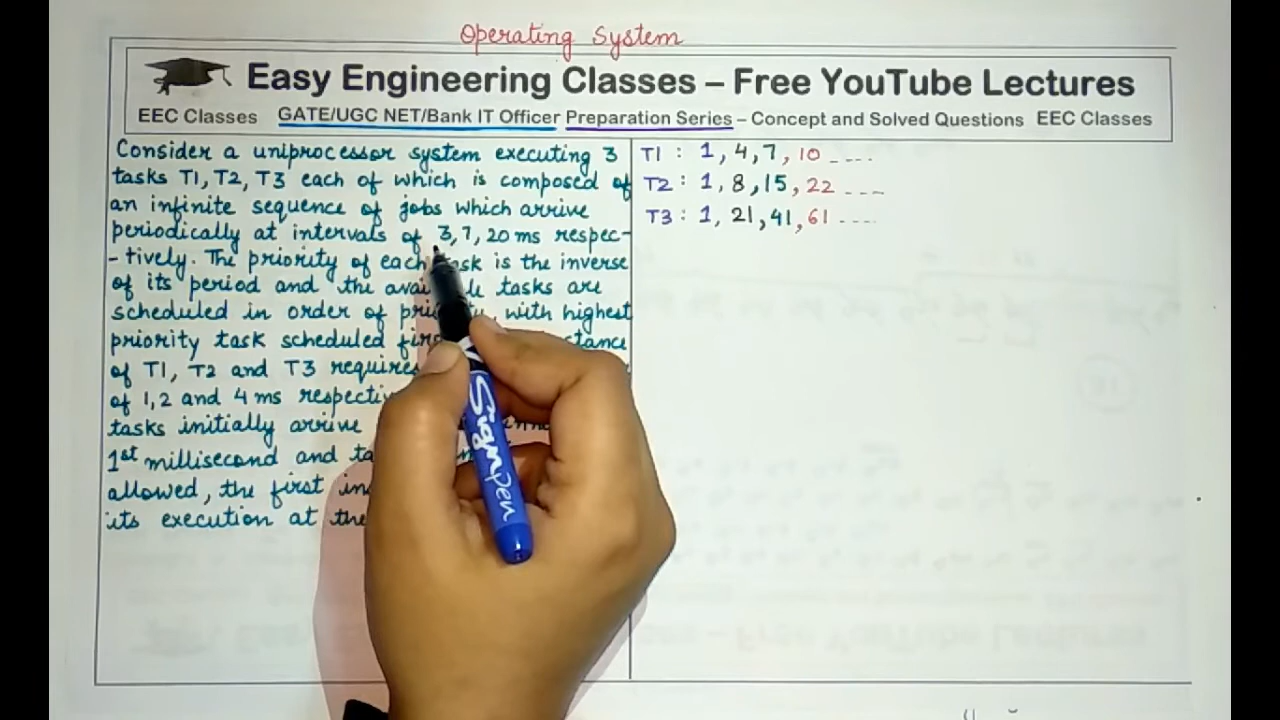 Operating System
Easy Engineering Classes – Free YouTube Lectures
EEC Classes GATE/UGC NET/Bank IT Officer Preparation Series – Concept and Solved Questions EEC Classes
Consider a uniprocessor system executing 3
tasks T1, T2, T3 each of which is composed of
an infinite sequence of jobs which arrive
periodically at intervals of 3, 7, 20 ms respec-
-tively. The priority of each task is the inverse
of its period and the tasks are
scheduled in order of with highest
priority task scheduled
of T1, T2 and T3 requires
of 1, 2 and 4 ms
tasks initially arrive
1st millisecond and
allowed, the first
its execution at the
T1 : 1, 4, 7, 10 ----
T2 : 1, 8, 15, 22 ---
T3 : 1, 21, 41, 61 ----
Signpen